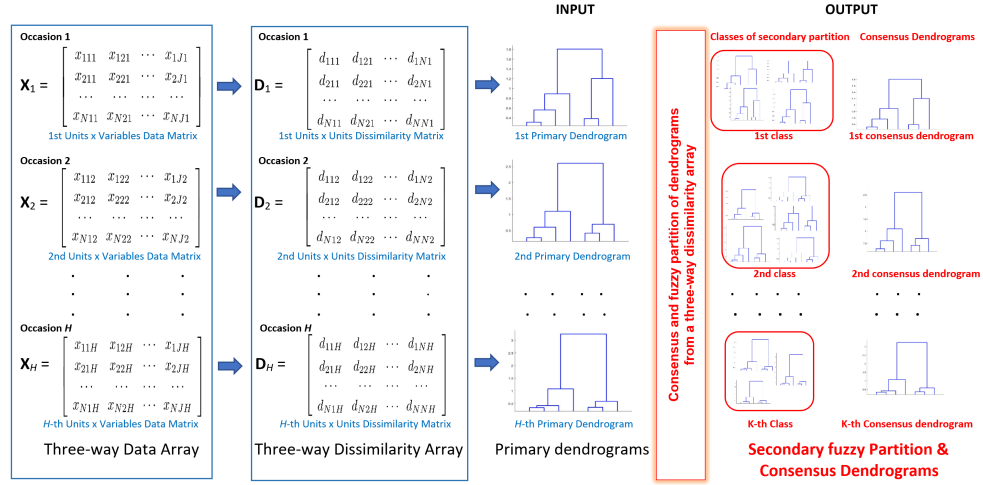 INPUT
OUTPUT
Occasion 1
X1 =
x111 x121 ⋯ x1J1
x211 x221 ⋯ x2J1
⋯ ⋯ ⋯
xN11 xN21 ⋯ xNJ1
1st Units x Variables Data Matrix
Occasion 2
X2 =
x112 x122 ⋯ x1J2
x212 x222 ⋯ x2J2
⋯ ⋯ ⋯
xN12 xN22 ⋯ xNJ2
2nd Units x Variables Data Matrix
Occasion H
XH =
x11H x12H ⋯ x1JH
x21H x22H ⋯ x2JH
⋯ ⋯ ⋯
xN1H xN2H ⋯ xNJH
H-th Units x Variables Data Matrix
Three-way Data Array
Occasion 1
D1 =
d111 d121 ⋯ d1N1
d211 d221 ⋯ d2N1
⋯ ⋯ ⋯
dN11 dN21 ⋯ dNN1
1st Units x Units Dissimilarity Matrix
Occasion 2
D2 =
d112 d122 ⋯ d1N2
d212 d222 ⋯ d2N2
⋯ ⋯ ⋯
dN12 dN22 ⋯ dNN2
2nd Units x Units Dissimilarity Matrix
Occasion H
DH =
d11H d12H ⋯ d1NH
d21H d22H ⋯ d2NH
⋯ ⋯ ⋯
dN1H dN2H ⋯ dNNH
H-th Units x Units Dissimilarity Matrix
Three-way Dissimilarity Array
1st Primary Dendrogram
2nd Primary Dendrogram
H-th Primary Dendrogram
Primary dendrograms
Consensus and fuzzy partition of dendrograms
from a three-way dissimilarity array
Classes of secondary partition
Consensus Dendrograms
1st class
1st consensus dendrogram
2nd class
2nd consensus dendrogram
K-th Class
K-th Consensus dendrogram
Secondary fuzzy Partition &
Consensus Dendrograms